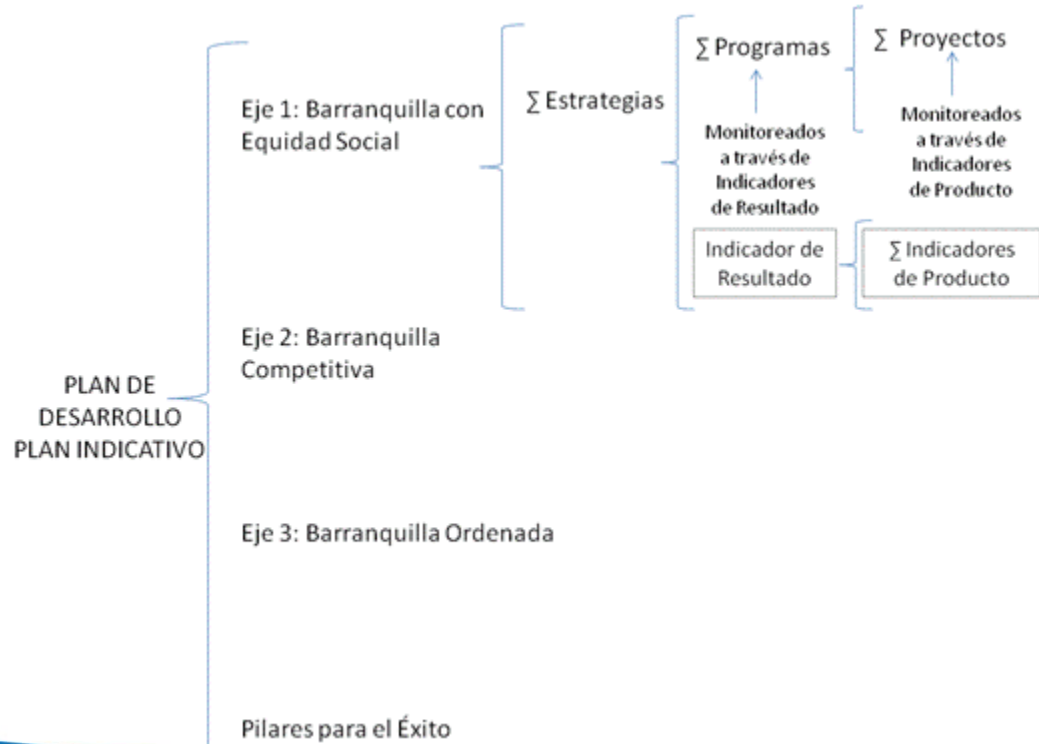 PLAN DE
DESARROLLO
PLAN INDICATIVO
Eje 1: Barranquilla con
Equidad Social
∑ Estrategias
∑ Programas
Monitoreados
a través de
Indicadores
de Resultado
Indicador de
Resultado
∑ Proyectos
Monitoreados
a través de
Indicadores
de Producto
∑ Indicadores
de Producto
Eje 2: Barranquilla
Competitiva
Eje 3: Barranquilla Ordenada
Pilares para el Éxito